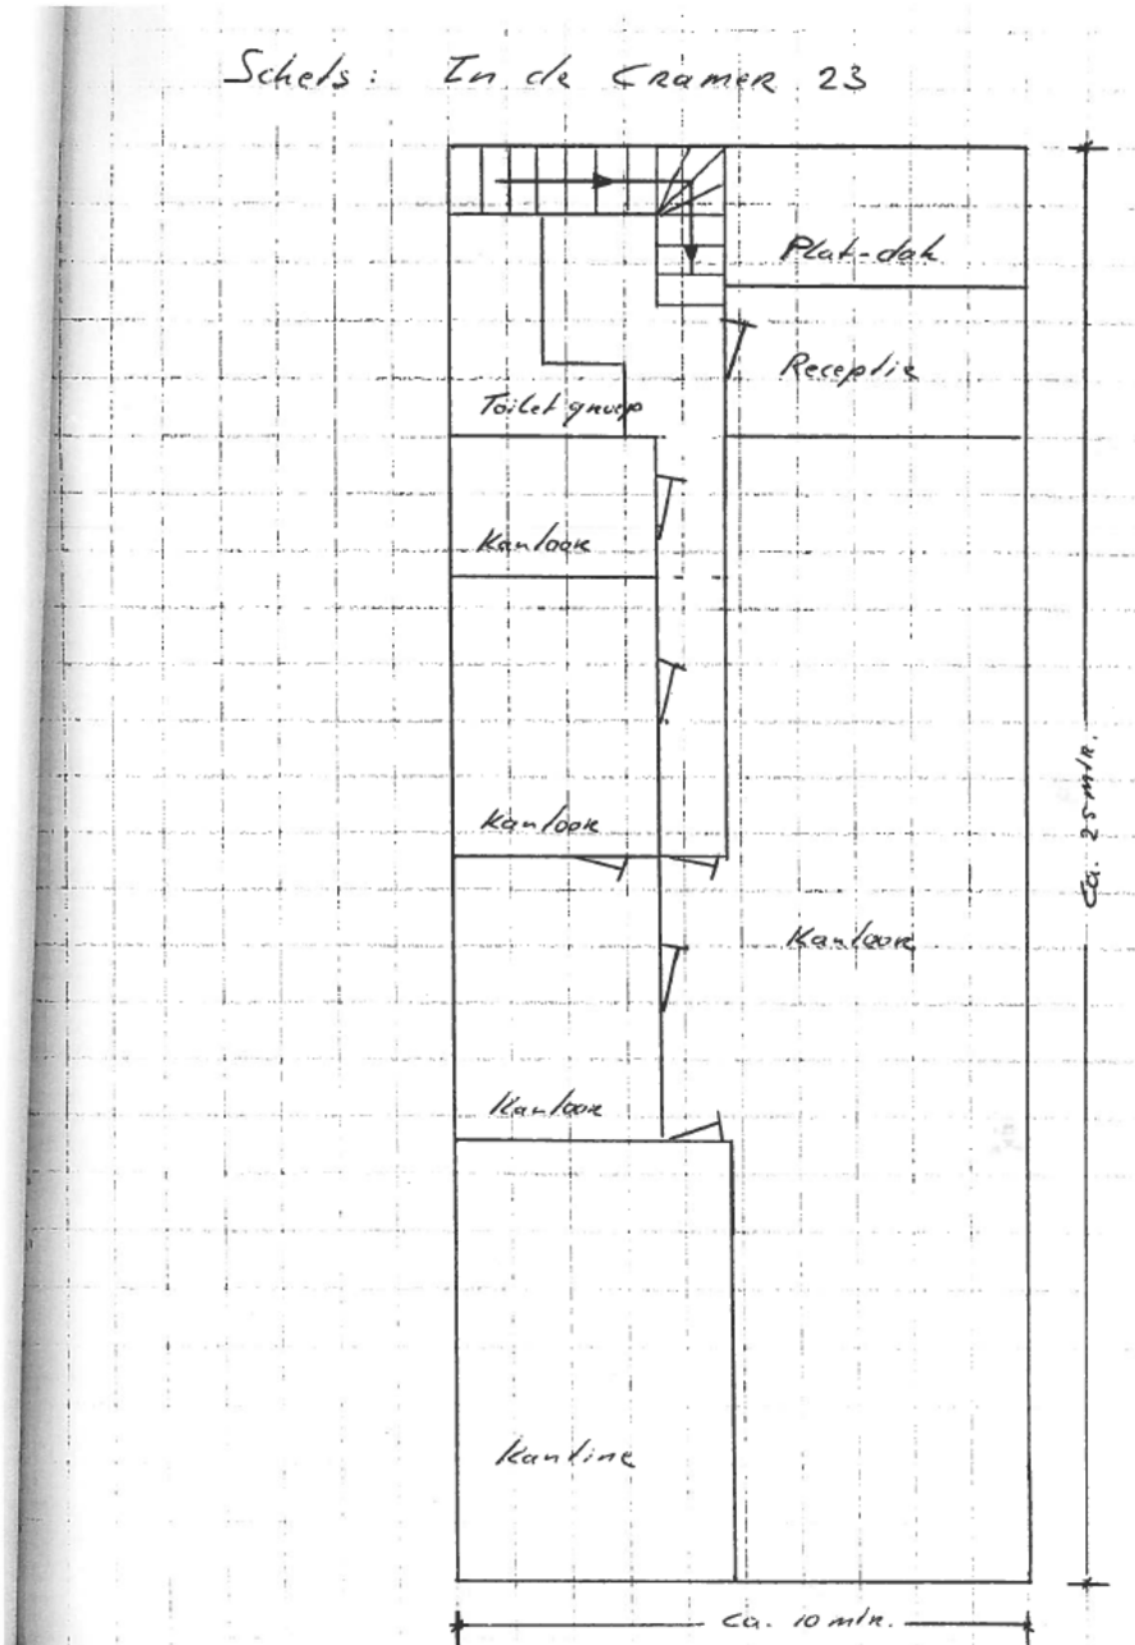 Schets: In de Cramer 23
Plat-dak
Receptie
Toilet groep
Kantoor
Kantoor
Kantoor
Kantoor
Kantine
ca. 25 mtr.
ca. 10 mtr.